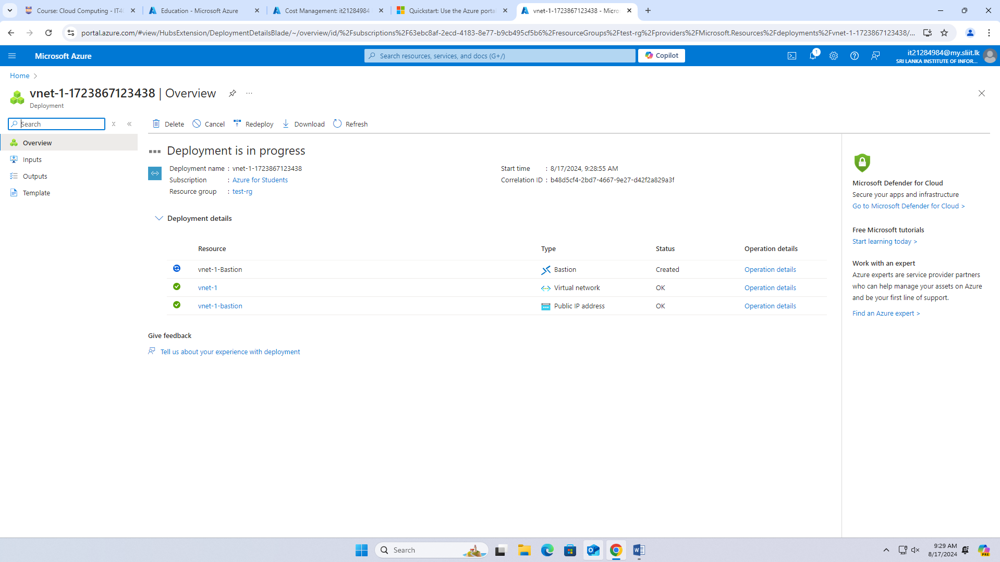 Course: Cloud Computing - IT4
Education - Microsoft Azure
Cost Management: it21284984
Quickstart: Use the Azure porta
vnet-1-1723867123438 - Micro
portal.azure.com/#view/HubsExtension/DeploymentDetailsBlade/~/overview/id/%2Fsubscriptions%2F63ebc8af-2ecd-4183-8e77-b9cb495cf5b6%2FresourceGroups%2Ftest-rg%2Fproviders%2FMicrosoft.Resources%2Fdeployments%2Fvnet-1-1723867123438/...
Microsoft Azure
Search resources, services, and docs (G+/)
Copilot
1
it21284984@my.sliit.lk
SRI LANKA INSTITUTE OF INFOR...
Home
vnet-1-1723867123438 | Overview
...
Deployment
Search
Delete
Cancel
Redeploy
Download
Refresh
Overview
Inputs
Outputs
Template
Deployment is in progress
Deployment name : vnet-1-1723867123438
Subscription : Azure for Students
Resource group : test-rg
Start time : 8/17/2024, 9:28:55 AM
Correlation ID : b48d5cf4-2bd7-4667-9e27-d42f2a829a3f
Deployment details
Resource Type Status Operation details
vnet-1-Bastion Bastion Created Operation details
vnet-1 Virtual network OK Operation details
vnet-1-bastion Public IP address OK Operation details
Give feedback
Tell us about your experience with deployment
Microsoft Defender for Cloud
Secure your apps and infrastructure
Go to Microsoft Defender for Cloud >
Free Microsoft tutorials
Start learning today >
Work with an expert
Azure experts are service provider partners
who can help manage your assets on Azure
and be your first line of support.
Find an Azure expert >
Search
9:29 AM
8/17/2024
PRE